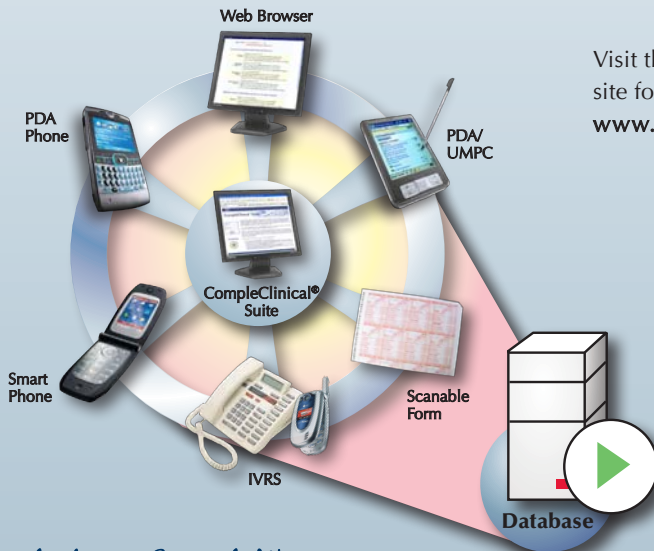 Web Browser
Visit th
site fo
www.
PDA
Phone
PDA/
UMPC
CompleClinical®
Suite
Smart
Phone
Scanable
Form
IVRS
Database